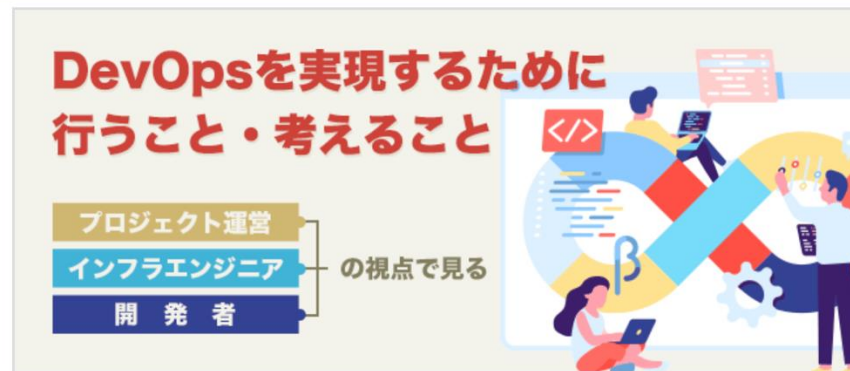 DevOpsを実現するために
行うこと・考えること
</>
プロジェクト運営
インフラエンジニア
の視点で見る
開発者
β